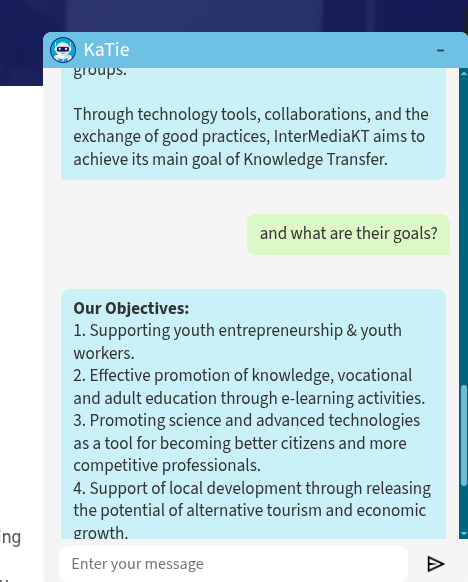 KaTie
groups.
Through technology tools, collaborations, and the
exchange of good practices, InterMediaKT aims to
achieve its main goal of Knowledge Transfer.
and what are their goals?
Our Objectives:
1. Supporting youth entrepreneurship & youth
workers.
2. Effective promotion of knowledge, vocational
and adult education through e-learning activities.
3. Promoting science and advanced technologies
as a tool for becoming better citizens and more
competitive professionals.
4. Support of local development through releasing
the potential of alternative tourism and economic
growth.
ing
Enter your message